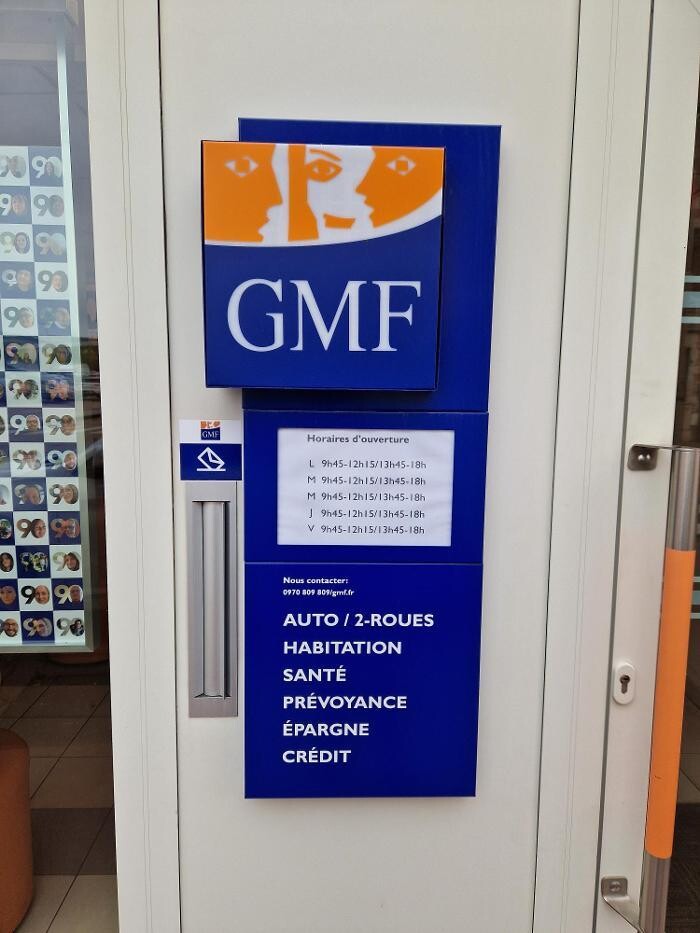 GMF
GMF
Horaires d'ouverture
L 9h45-12h15/13h45-18h
M 9h45-12h15/13h45-18h
M 9h45-12h15/13h45-18h
J 9h45-12h15/13h45-18h
V 9h45-12h15/13h45-18h
Nous contacter:
0970 809 809/gmf.fr
AUTO / 2-ROUES
HABITATION
SANTÉ
PRÉVOYANCE
ÉPARGNE
CRÉDIT